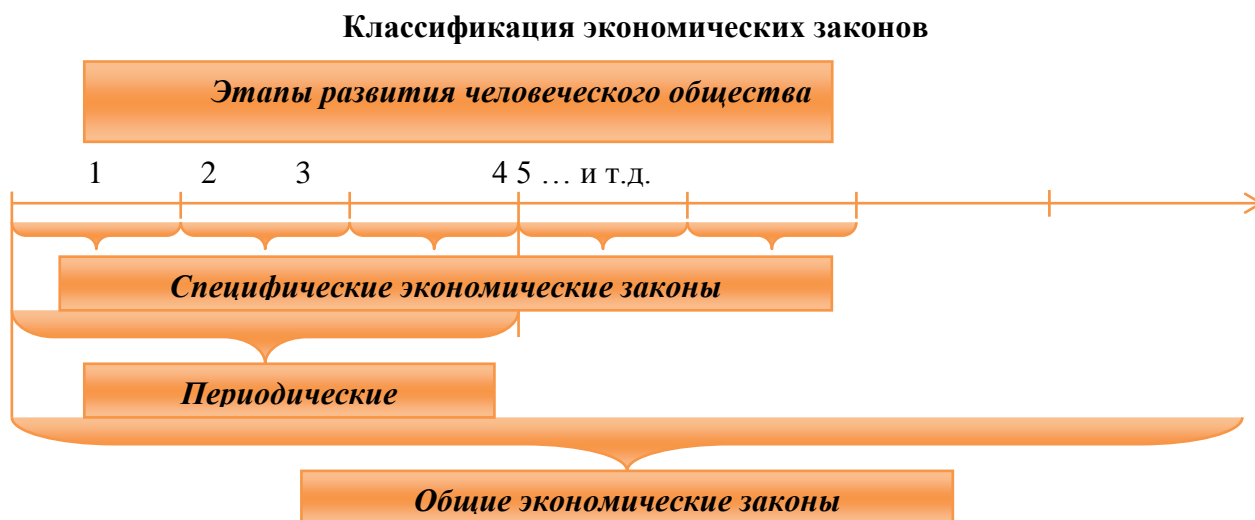 Классификация экономических законов
Этапы развития человеческого общества
1 2 3 4 5 … и т.д.
Специфические экономические законы
Периодические
Общие экономические законы